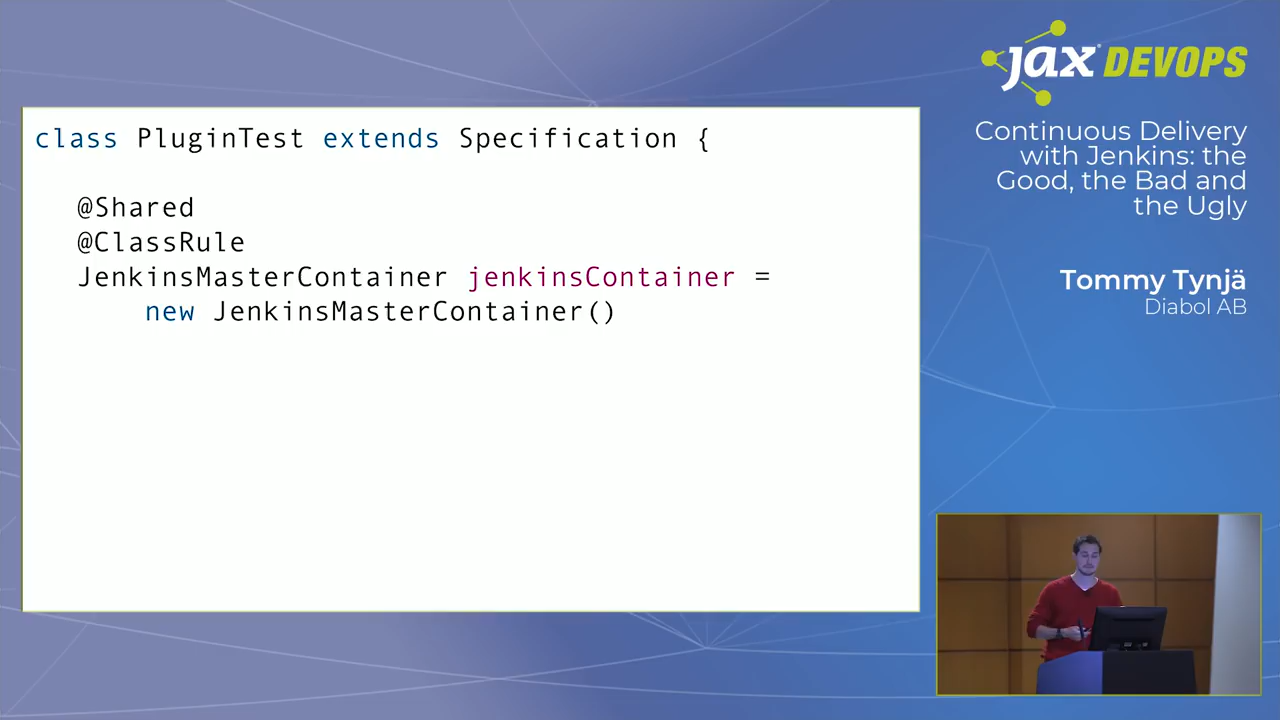 class PluginTest extends Specification {
@Shared
@ClassRule
JenkinsMasterContainer jenkinsContainer =
new JenkinsMasterContainer()
jax DEVOPS
Continuous Delivery
with Jenkins: the
Good, the Bad and
the Ugly
Tommy Tynjä
Diabol AB